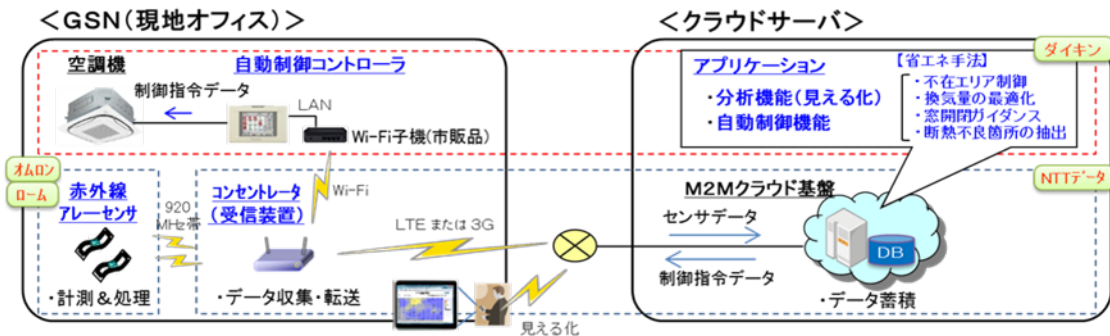 ＜GSN（現地オフィス）＞
＜クラウドサーバ＞
ダイキン
空調機
自動制御コントローラ
制御指令データ
LAN
Wi-Fi子機(市販品)
アプリケーション
・分析機能(見える化)
・自動制御機能
【省エネ手法】
・不在エリア制御
・換気量の最適化
・窓開閉ガイダンス
・断熱不良箇所の抽出
オムロン
ローム
NTTデータ
赤外線
アレーセンサ
920
MHz帯
コンセントレータ
(受信装置)
Wi-Fi
LTE または 3G
M2Mクラウド基盤
センサデータ
制御指令データ
DB
・計測＆処理
・データ収集・転送
・データ蓄積
見える化